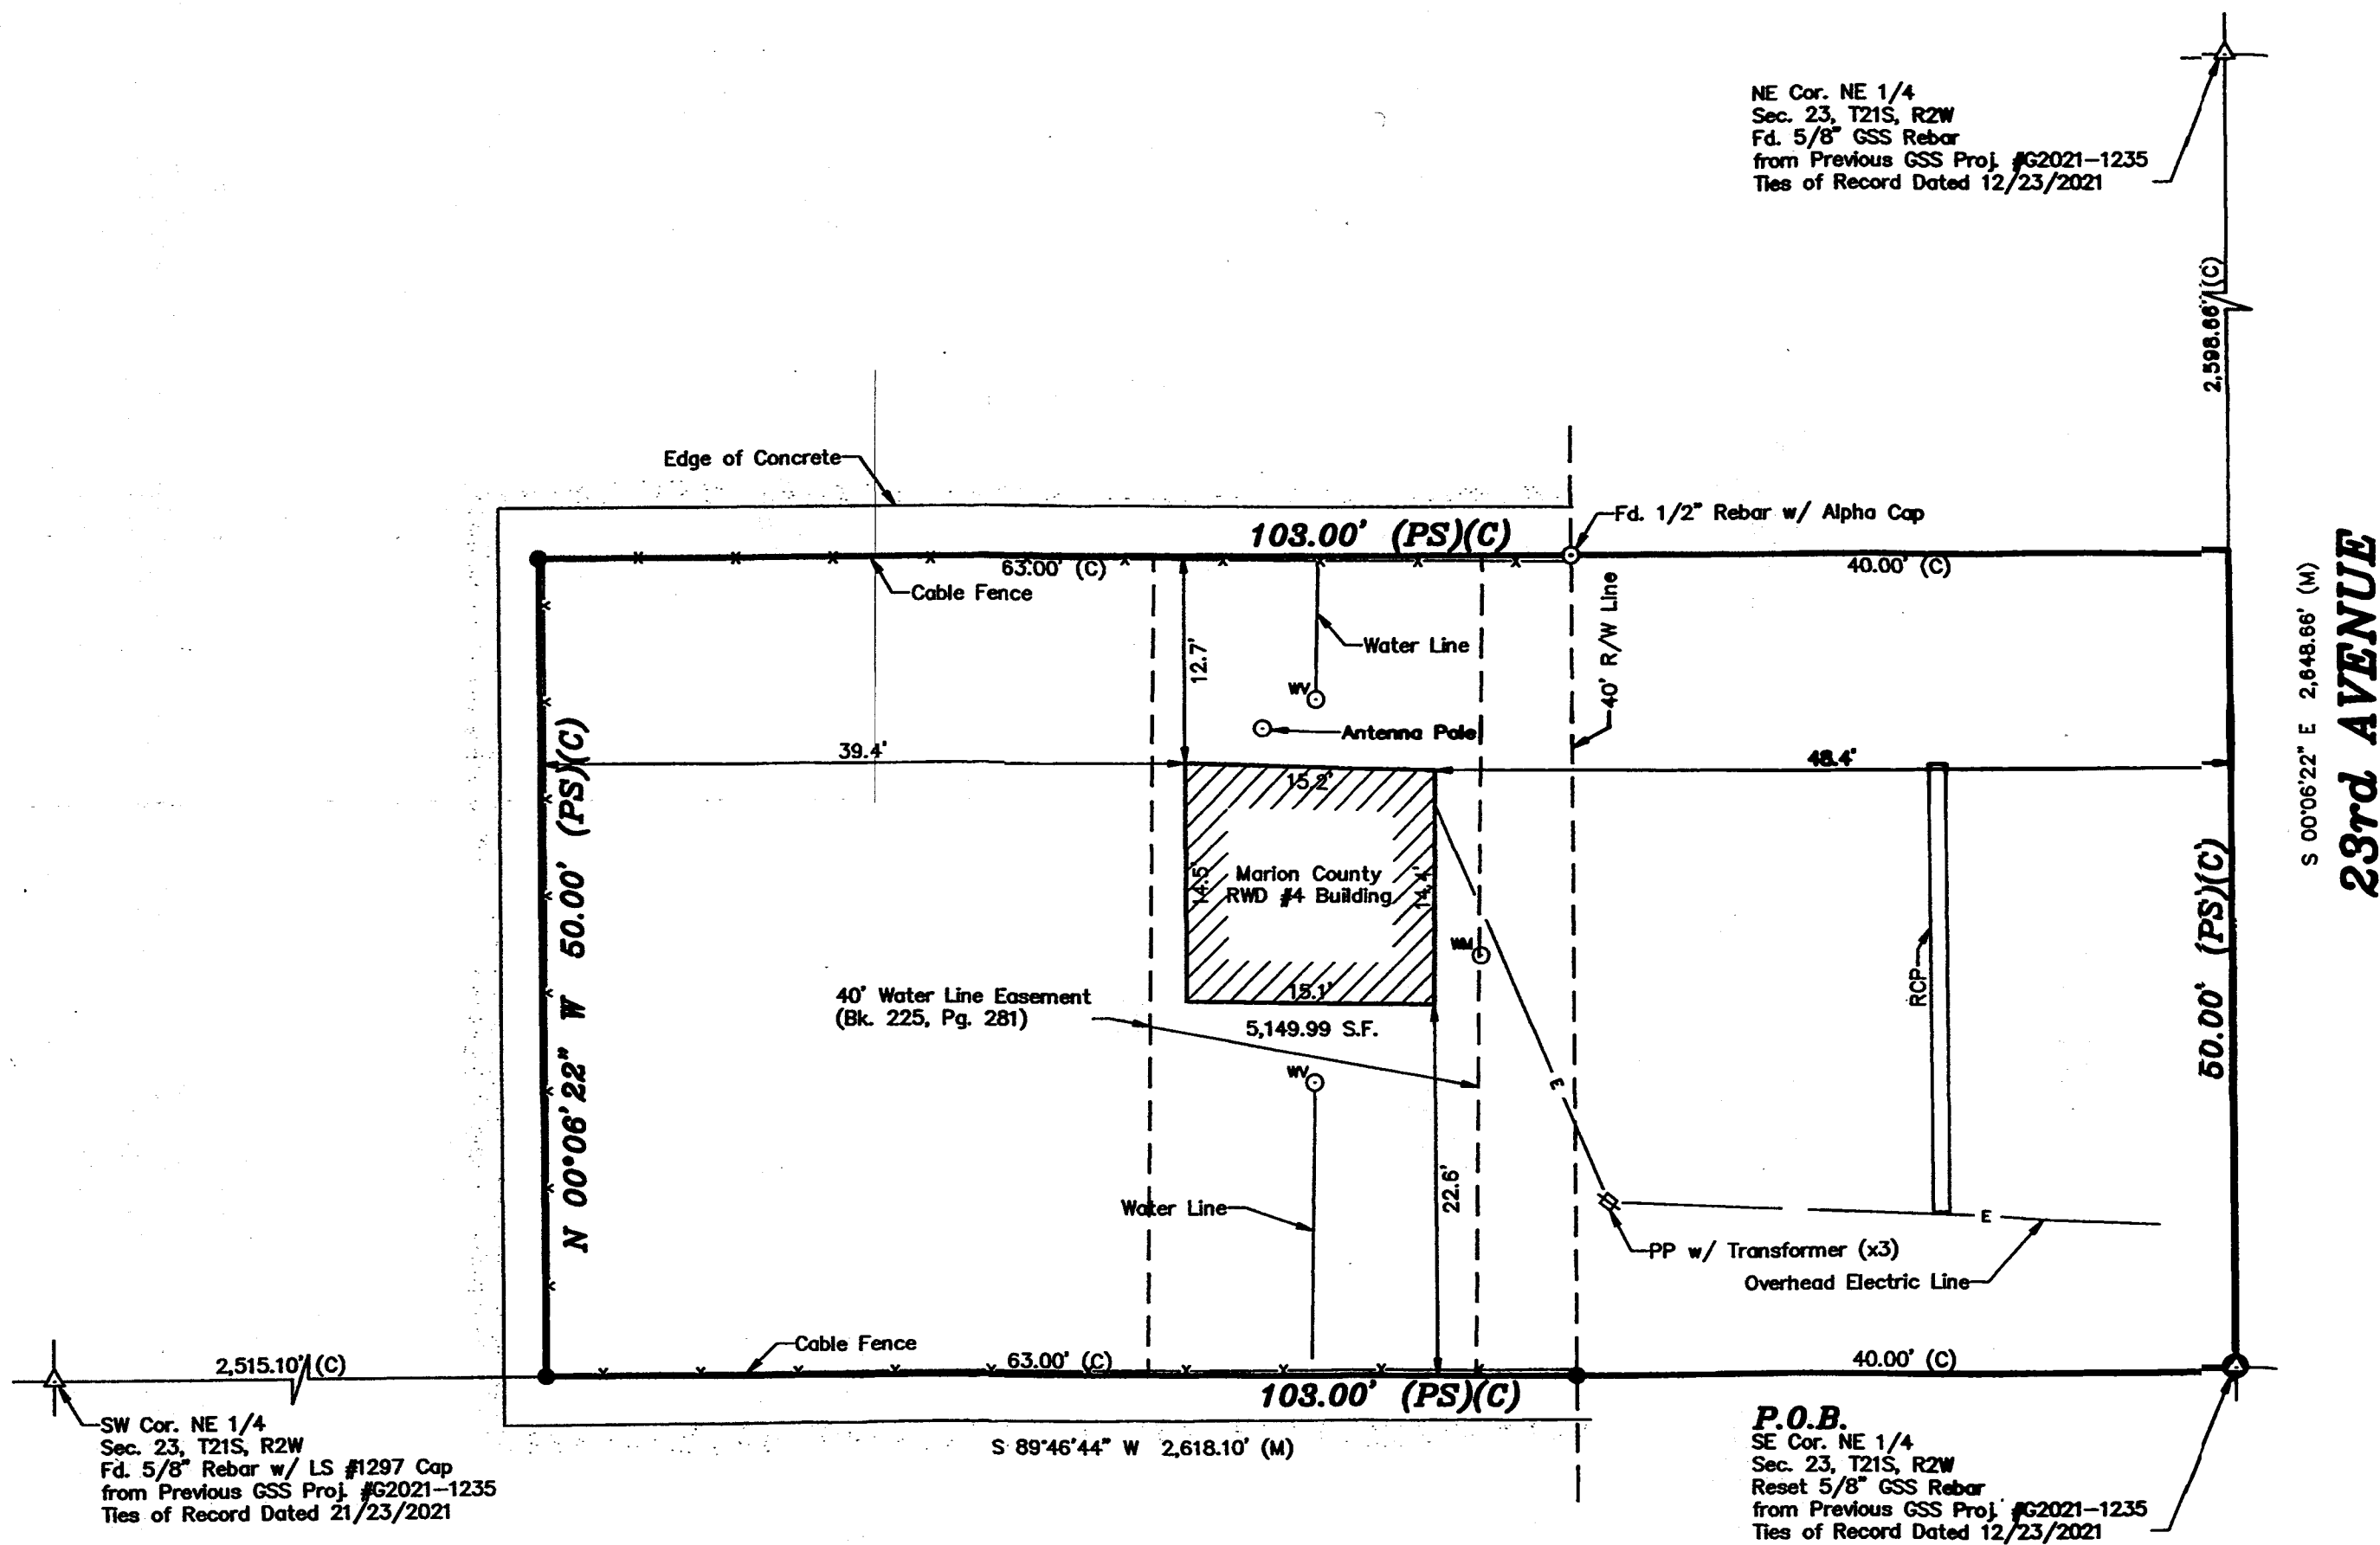 NE Cor. NE 1/4
Sec. 23, T21S, R2W
Fd. 5/8" GSS Rebar
from Previous GSS Proj. #G2021-1235
Ties of Record Dated 12/23/2021
2,598.66' (C)
Edge of Concrete
Fd. 1/2" Rebar w/ Alpha Cap
103.00' (PS)(C)
63.00' (C)
40.00' (C)
Cable Fence
Water Line
12.7'
40' R/W Line
WV
Antenna Pole
39.4'
48.4'
15.2'
N 00°06'22" W 50.00' (PS)(C)
Marion County
RWD #4 Building
14.5'
14.4'
WM
15.1'
RCP
50.00' (PS)(C)
S 00°06'22" E 2,648.66' (M)
23rd AVENUE
40' Water Line Easement
(Bk. 225, Pg. 281)
5,149.99 S.F.
WV
E
22.6'
Water Line
E
PP w/ Transformer (x3)
Overhead Electric Line
Cable Fence
2,515.10' (C)
63.00' (C)
40.00' (C)
103.00' (PS)(C)
S 89°46'44" W 2,618.10' (M)
SW Cor. NE 1/4
Sec. 23, T21S, R2W
Fd. 5/8" Rebar w/ LS #1297 Cap
from Previous GSS Proj. #G2021-1235
Ties of Record Dated 21/23/2021
P.O.B.
SE Cor. NE 1/4
Sec. 23, T21S, R2W
Reset 5/8" GSS Rebar
from Previous GSS Proj. #G2021-1235
Ties of Record Dated 12/23/2021